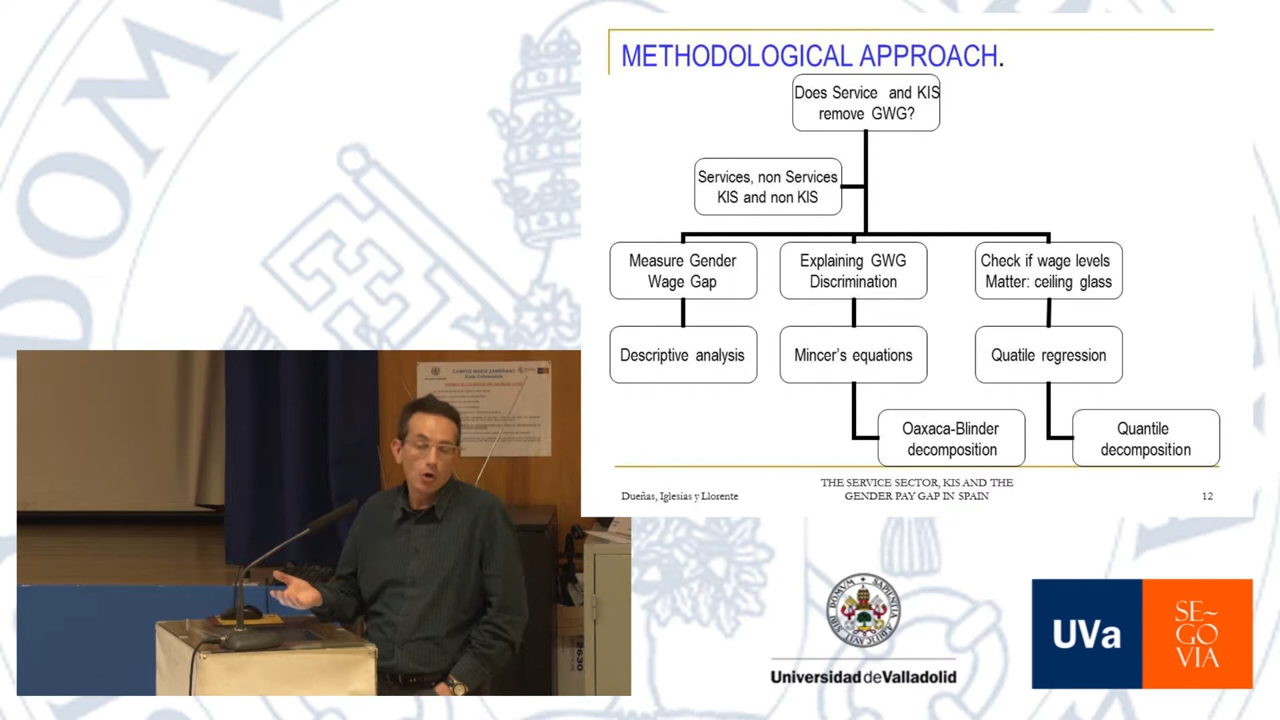 METHODOLOGICAL APPROACH.
Does Service and KIS
remove GWG?
Services, non Services
KIS and non KIS
Measure Gender
Wage Gap
Explaining GWG
Discrimination
Check if wage levels
Matter: ceiling glass
Descriptive analysis
Mincer's equations
Quatile regression
Oaxaca-Blinder
decomposition
Quantile
decomposition
Dueñas, Iglesias y Llorente
THE SERVICE SECTOR, KIS AND THE
GENDER PAY GAP IN SPAIN
12
Universidad de Valladolid
UVa
SE~
GO
VIA